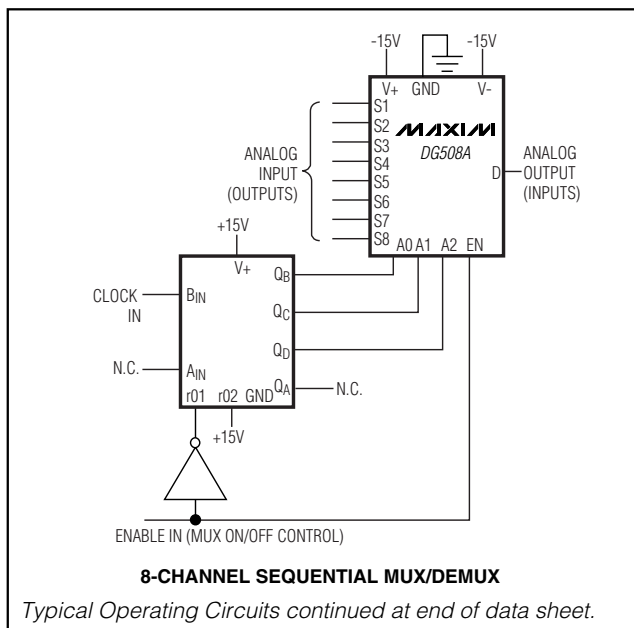 -15V -15V
V+ GND V-
S1
S2
S3
S4
S5
S6
S7
S8
MAXIM
DG508A
ANALOG
INPUT
(OUTPUTS)
D
ANALOG
OUTPUT
(INPUTS)
A0 A1 A2 EN
+15V
V+
CLOCK
IN
BIN
QB
QC
QD
N.C.
AIN
QA
N.C.
r01 r02 GND
+15V
ENABLE IN (MUX ON/OFF CONTROL)
8-CHANNEL SEQUENTIAL MUX/DEMUX
Typical Operating Circuits continued at end of data sheet.